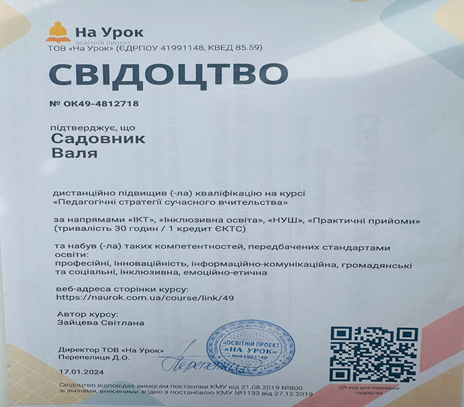 На Урок
освітній проект
ТОВ «На Урок» (ЄДРПОУ 41991148, КВЕД 85.59)
СВІДОЦТВО
№ ОК49-4812718
підтверджує, що
Садовник
Валя
дистанційно підвищив (-ла) кваліфікацію на курсі
«Педагогічні стратегії сучасного вчительства»
за напрямами «ІКТ», «Інклюзивна освіта», «НУШ», «Практичні прийоми»
(тривалість 30 годин / 1 кредит ЄКТС)
та набув (-ла) таких компетентностей, передбачених стандартами
освіти:
професійні, інноваційність, інформаційно-комунікаційна, громадянські
та соціальні, інклюзивна, емоційно-етична
веб-адреса сторінки курсу:
https://naurok.com.ua/course/link/49
Автор курсу:
Зайцева Світлана
Директор ТОВ «На Урок»
Перепелиця Д.О.
17.01.2024
ОСВІТНІЙ ПРОЕКТ
«НА УРОК»
41991148
QR-код для перевірки
свідоцтва
Свідоцтво відповідає вимогам постанови КМУ від 21.08.2019 №800
зі змінами, внесеними згідно з постановою КМУ №1133 від 27.12.2019